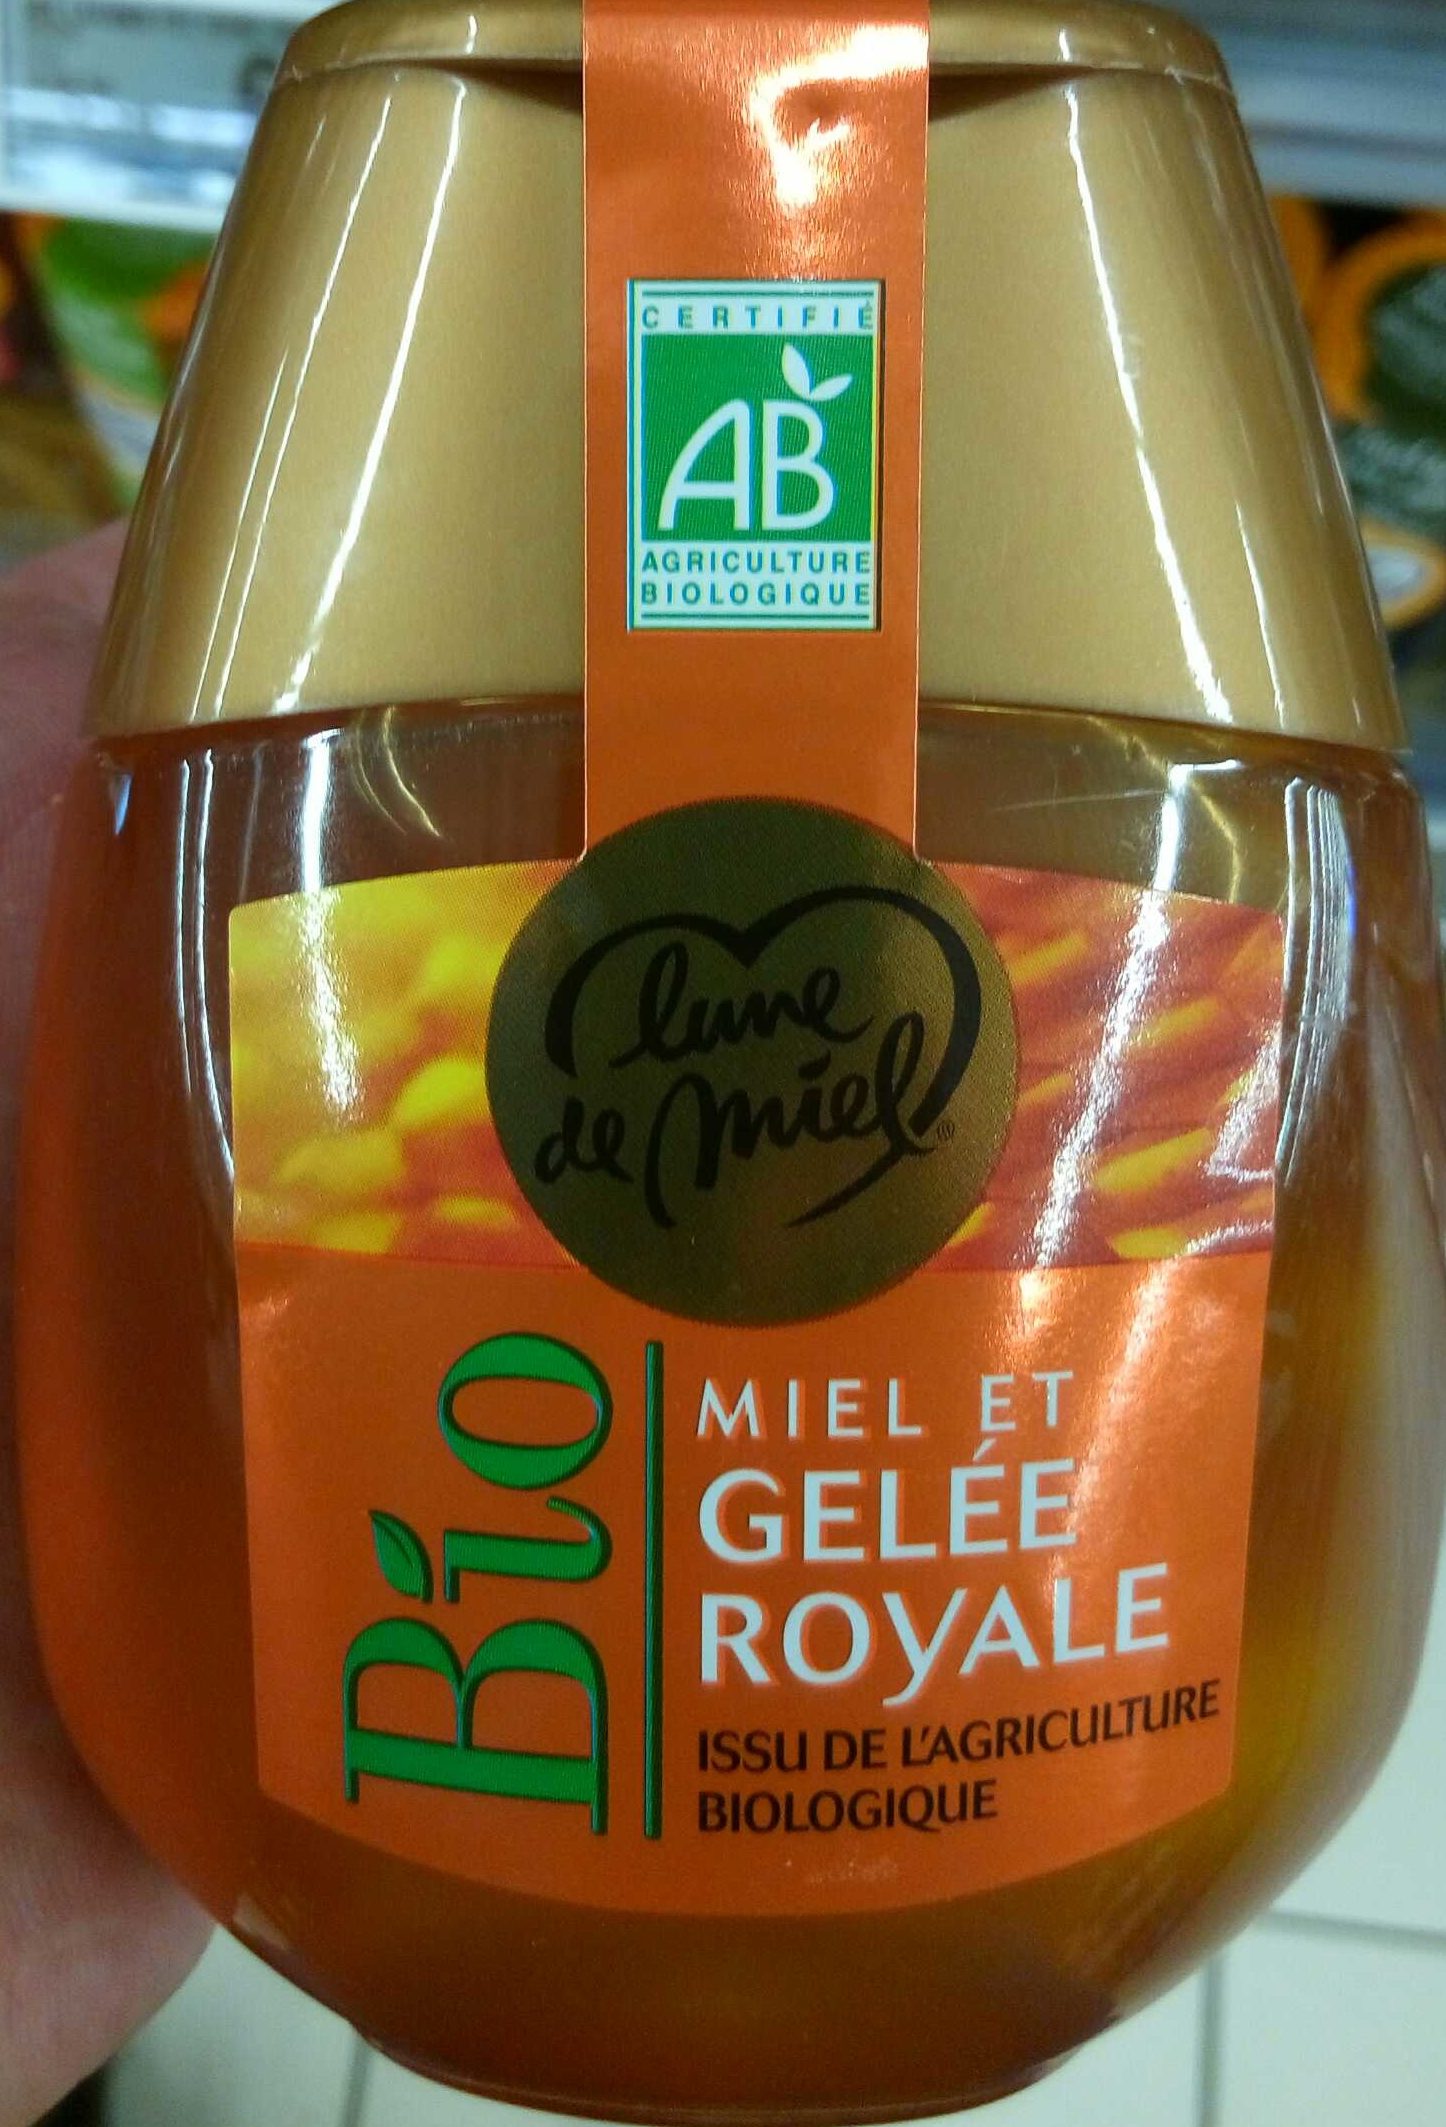 CERTIFIÉ
AB
AGRICULTURE
BIOLOGIQUE
lune
de miel
Bio
MIEL ET
GELÉE
ROYALE
ISSU DE L'AGRICULTURE
BIOLOGIQUE